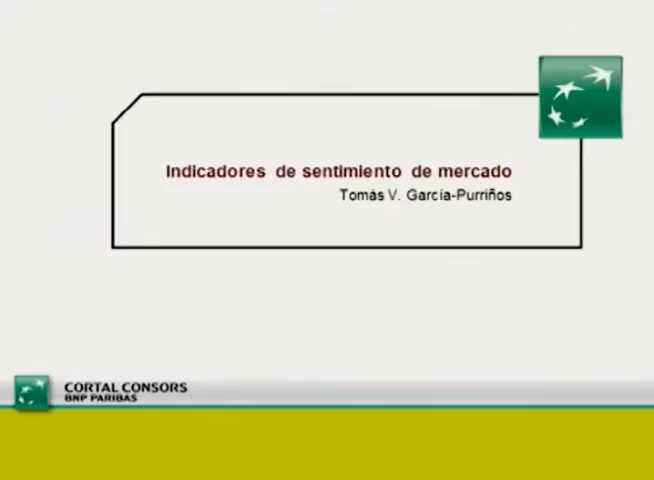 Indicadores de sentimiento de mercado
Tomás V. García-Purriños
CORTAL CONSORS
BNP PARIBAS